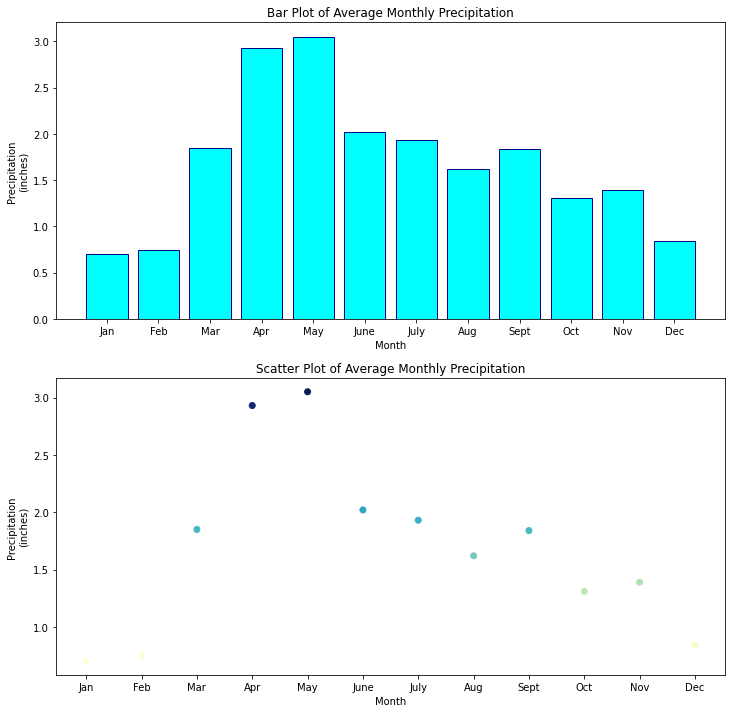 Bar Plot of Average Monthly Precipitation
Precipitation
(inches)
3.0
2.5
2.0
1.5
1.0
0.5
0.0
Jan Feb Mar Apr May June July Aug Sept Oct Nov Dec
Month
Scatter Plot of Average Monthly Precipitation
Precipitation
(inches)
3.0
2.5
2.0
1.5
1.0
Jan Feb Mar Apr May June July Aug Sept Oct Nov Dec
Month